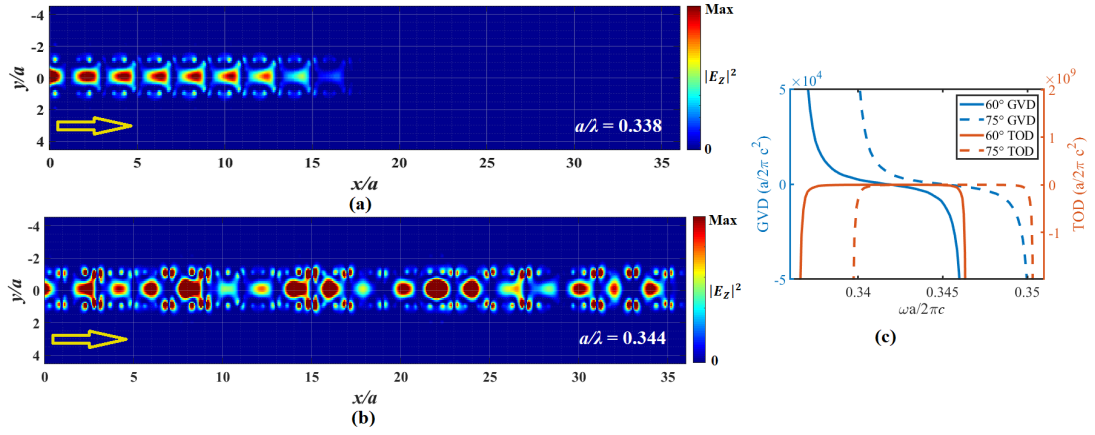 -4
-2
0
2
4
y/a
0 5 10 15 20 25 30 35
x/a
a/λ = 0.338
Max
|E_Z|^2
0
(a)
-4
-2
0
2
4
y/a
0 5 10 15 20 25 30 35
x/a
a/λ = 0.344
Max
|E_Z|^2
0
(b)
5 ×10^4
0
-5
GVD (a/2π c^2)
60° GVD
75° GVD
60° TOD
75° TOD
2 ×10^9
1
0
-1
TOD (a/2π c^2)
0.34 0.345 0.35
ωa/2πc
(c)